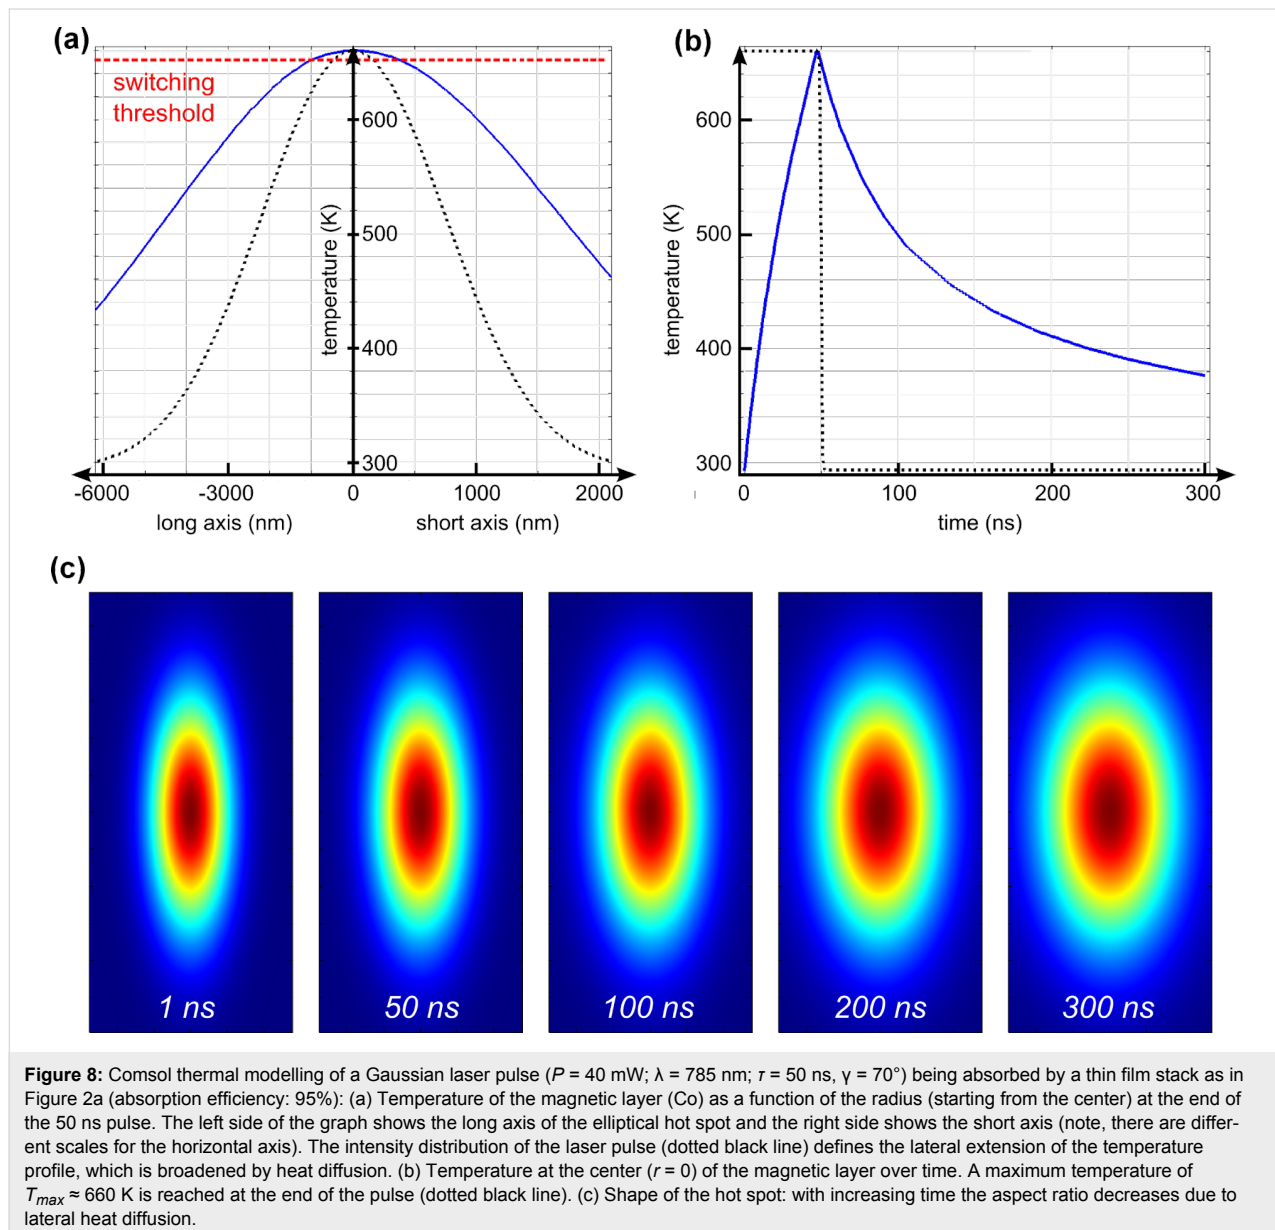 (a)
switching
threshold
600
500
400
300
temperature (K)
-6000 -3000 0 1000 2000
long axis (nm) short axis (nm)
(b)
600
500
400
300
temperature (K)
0 100 200 300
time (ns)
(c)
1 ns 50 ns 100 ns 200 ns 300 ns
Figure 8: Comsol thermal modelling of a Gaussian laser pulse (P = 40 mW; λ = 785 nm; τ = 50 ns, γ = 70°) being absorbed by a thin film stack as in
Figure 2a (absorption efficiency: 95%): (a) Temperature of the magnetic layer (Co) as a function of the radius (starting from the center) at the end of
the 50 ns pulse. The left side of the graph shows the long axis of the elliptical hot spot and the right side shows the short axis (note, there are differ-
ent scales for the horizontal axis). The intensity distribution of the laser pulse (dotted black line) defines the lateral extension of the temperature
profile, which is broadened by heat diffusion. (b) Temperature at the center (r = 0) of the magnetic layer over time. A maximum temperature of
Tmax ≈ 660 K is reached at the end of the pulse (dotted black line). (c) Shape of the hot spot: with increasing time the aspect ratio decreases due to
lateral heat diffusion.